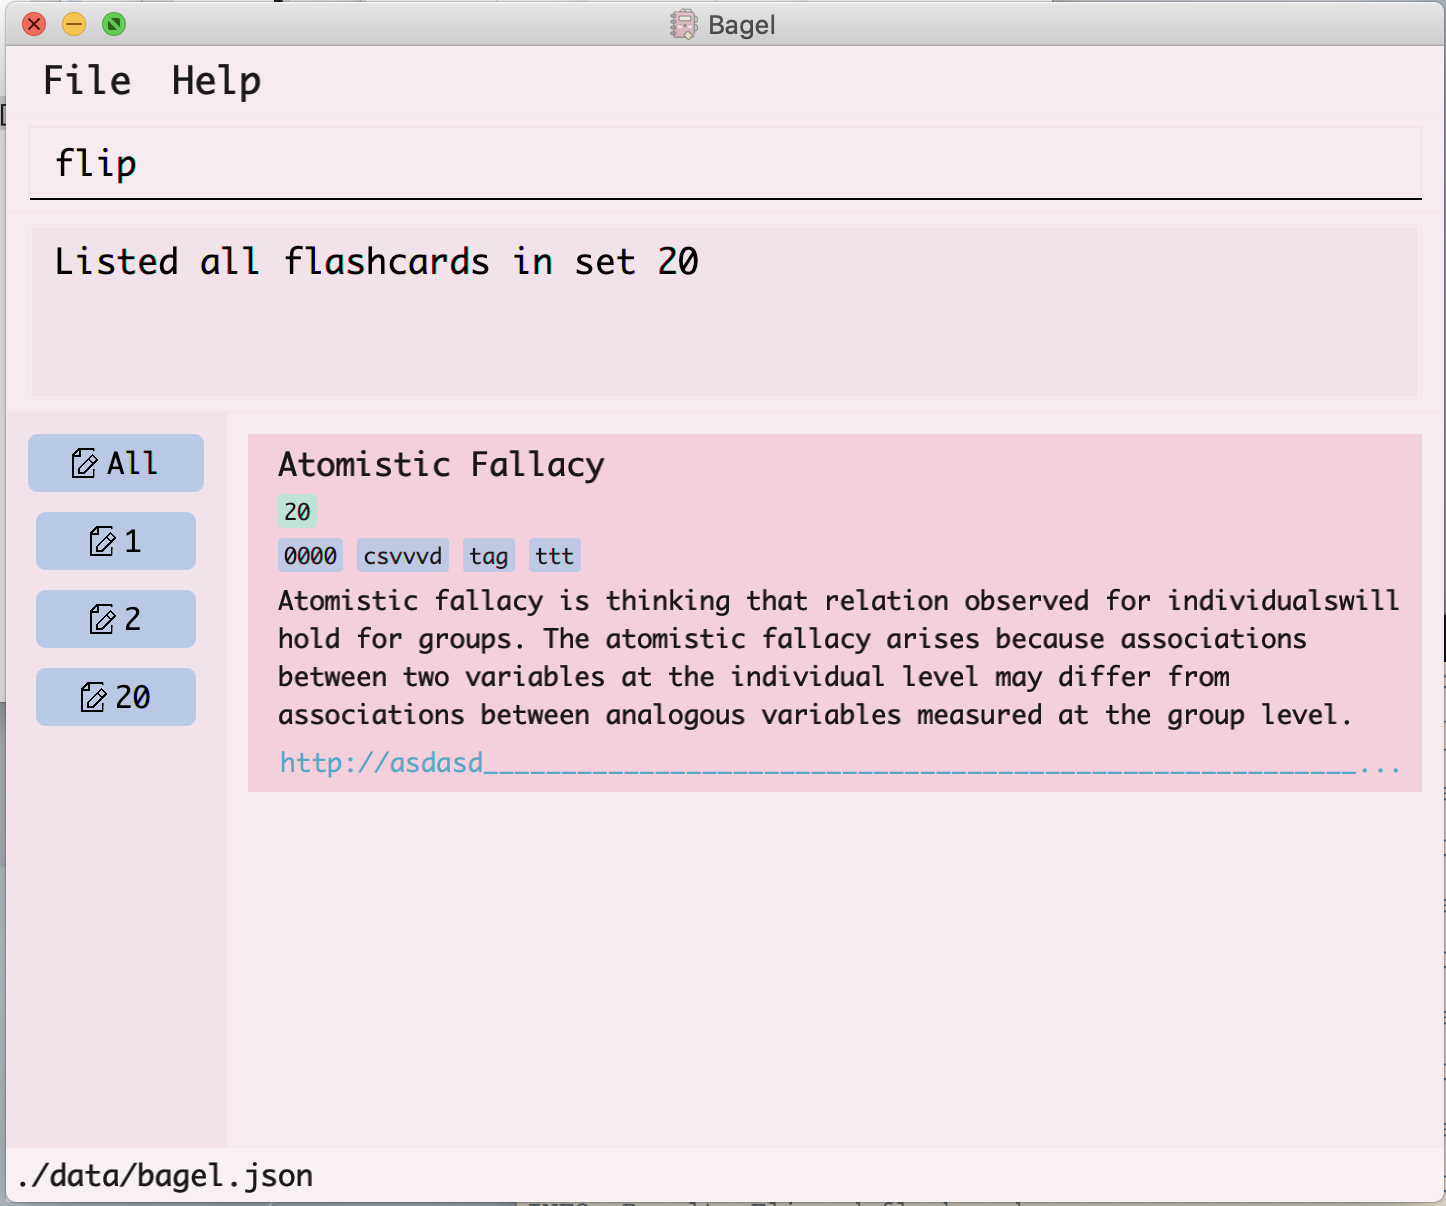 Bagel
File Help
flip
Listed all flashcards in set 20
All
1
2
20
Atomistic Fallacy
20
0000 csvvvd tag ttt
Atomistic fallacy is thinking that relation observed for individualswill
hold for groups. The atomistic fallacy arises because associations
between two variables at the individual level may differ from
associations between analogous variables measured at the group level.
http://asdasd________________________________________________________...
./data/bagel.json